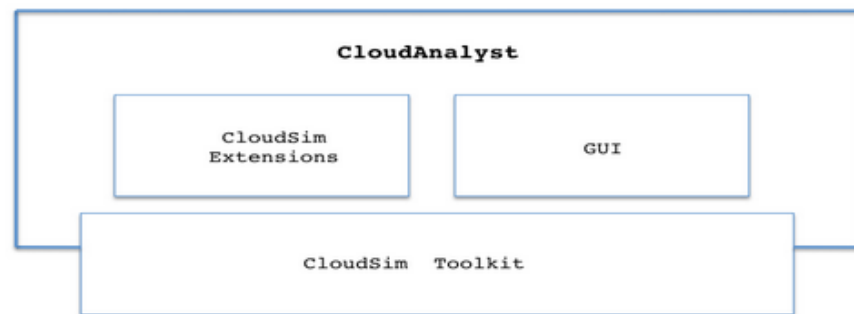 CloudAnalyst
CloudSim
Extensions
GUI
CloudSim Toolkit